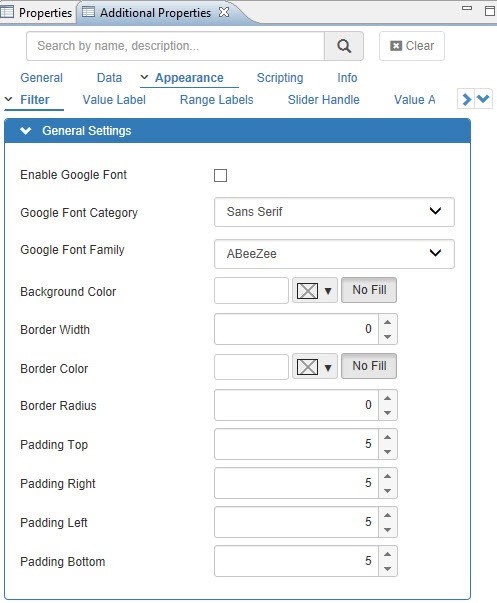 Properties Additional Properties
Search by name, description... Clear
General Data Appearance Scripting Info
Filter Value Label Range Labels Slider Handle Value A
General Settings
Enable Google Font
Google Font Category Sans Serif
Google Font Family ABeeZee
Background Color No Fill
Border Width 0
Border Color No Fill
Border Radius 0
Padding Top 5
Padding Right 5
Padding Left 5
Padding Bottom 5